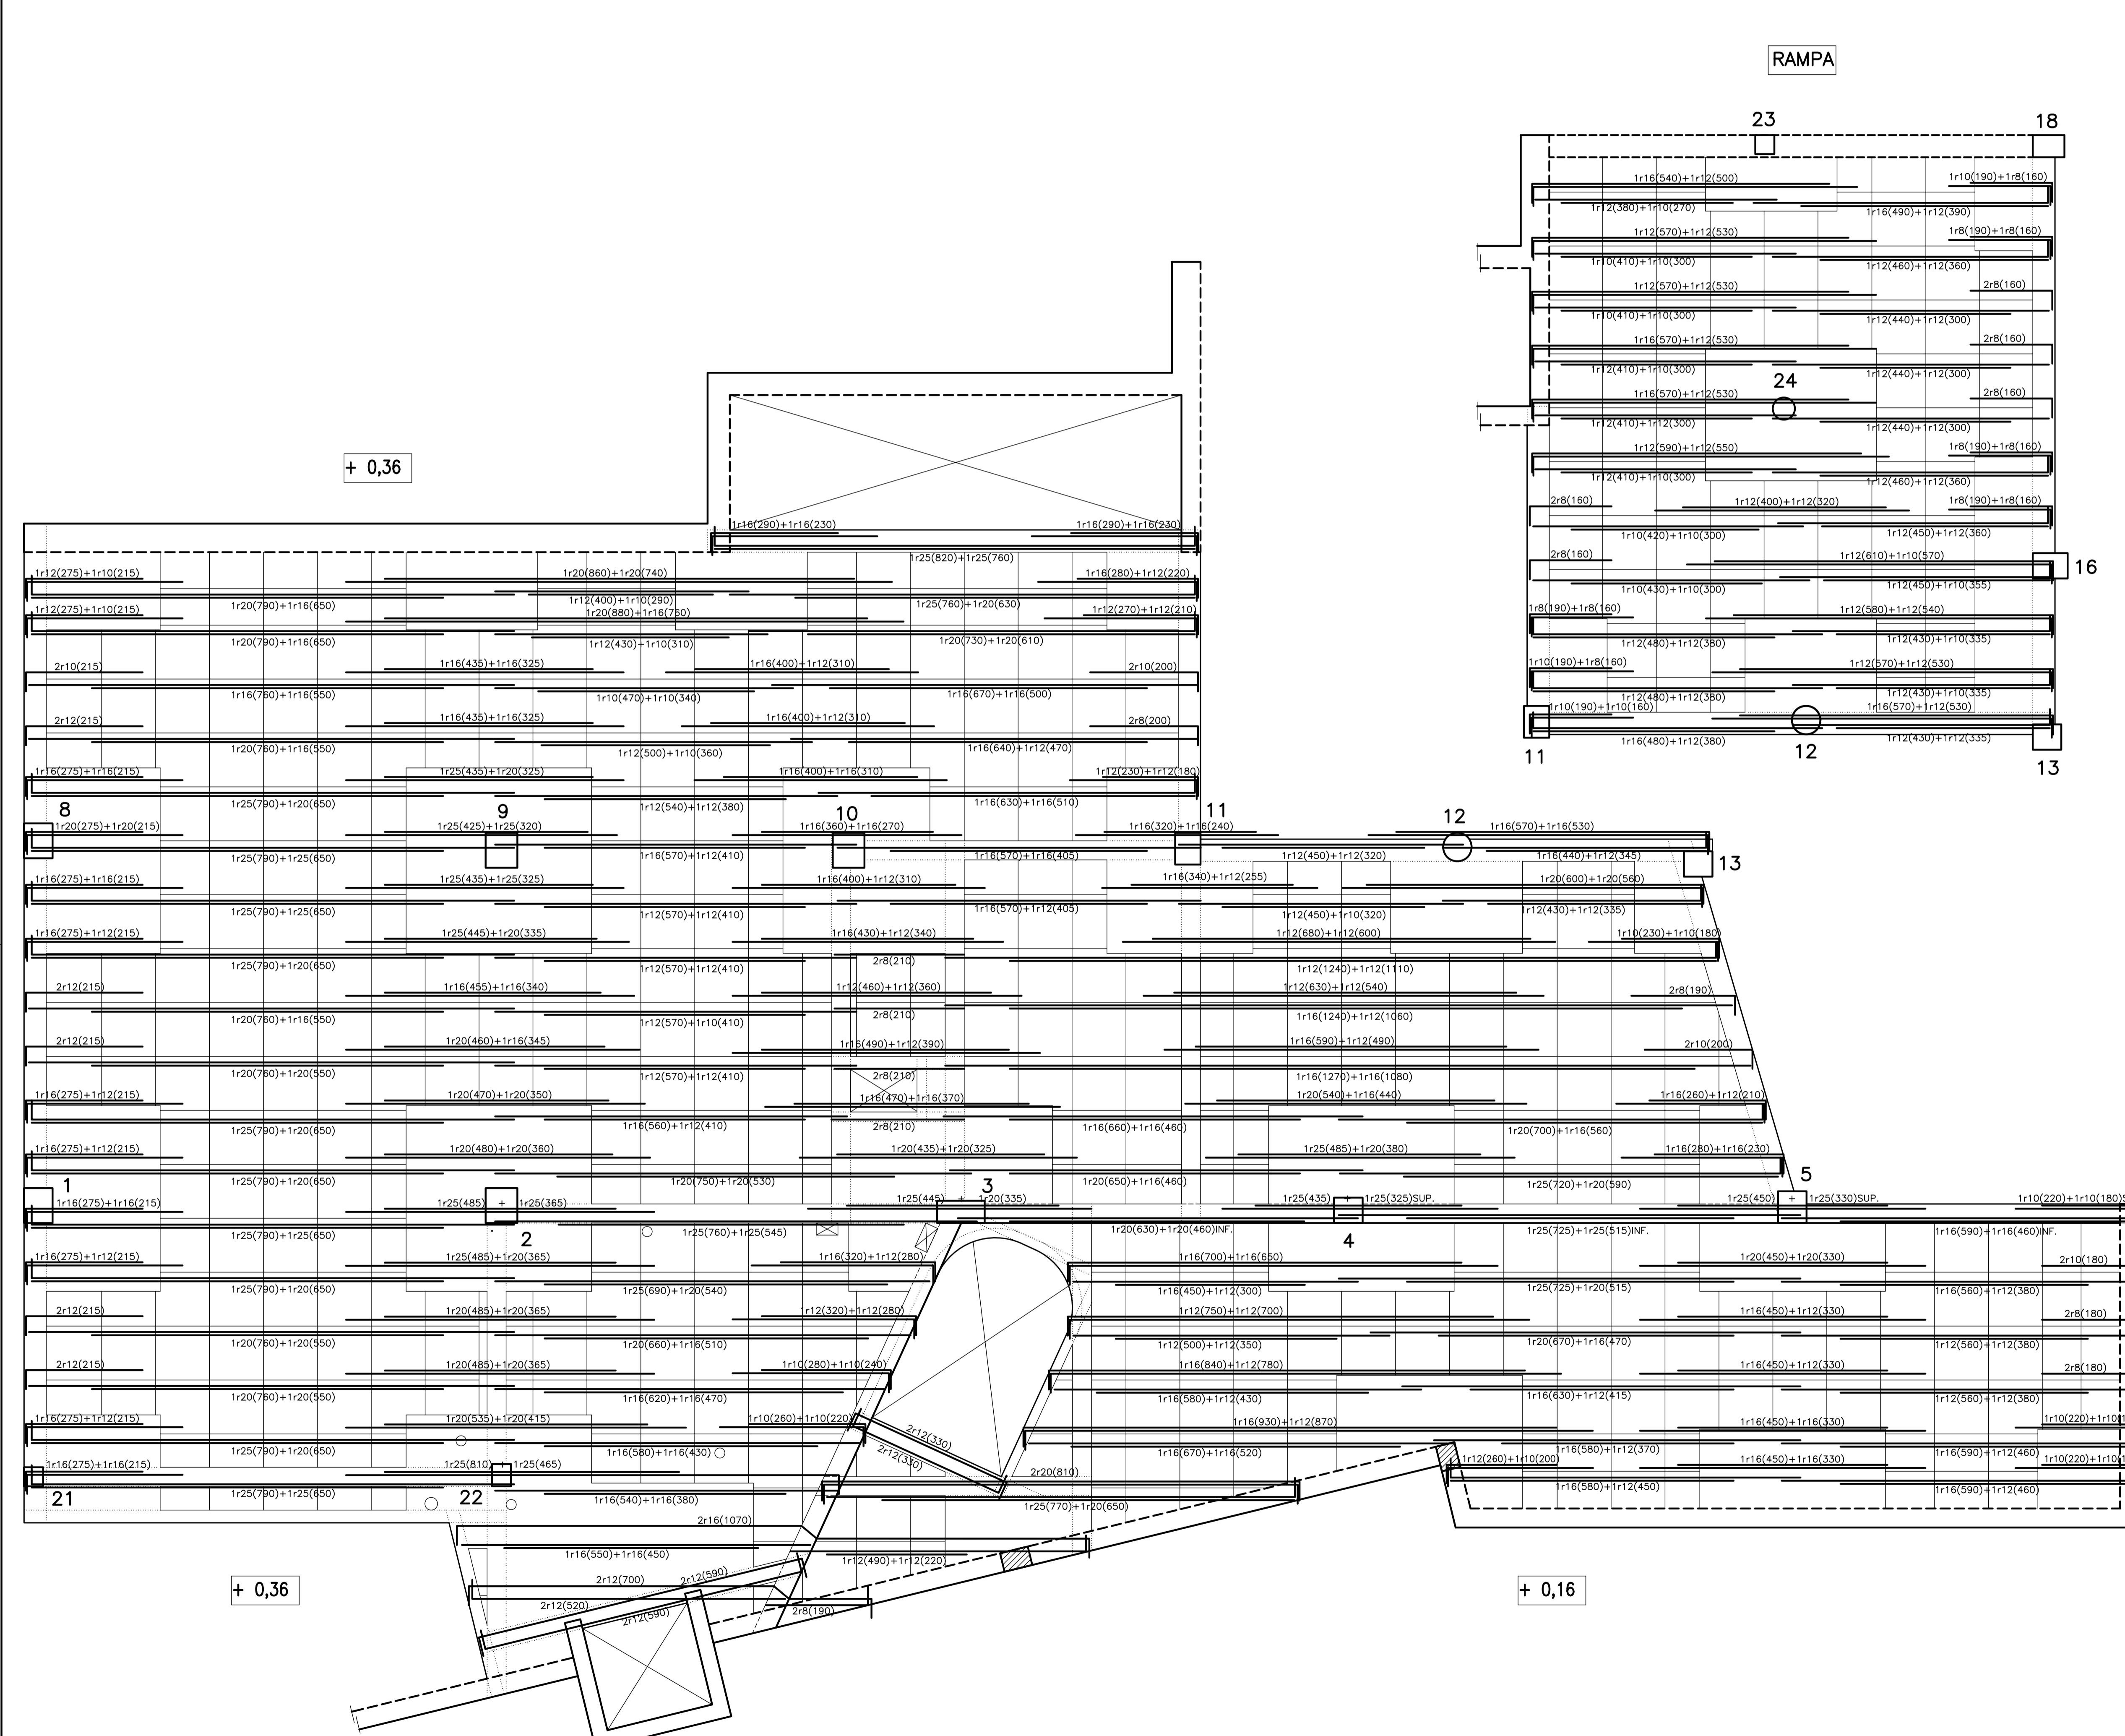 RAMPA
23 18
1r16(540)+1r12(500) 1r10(190)+1r8(160)
1r12(380)+1r10(270) 1r16(490)+1r12(390)
1r12(570)+1r12(530) 1r8(190)+1r8(160)
1r10(410)+1r10(300) 1r12(460)+1r12(360)
1r12(570)+1r12(530) 2r8(160)
1r10(410)+1r10(300) 1r12(440)+1r12(300)
1r16(570)+1r12(530) 2r8(160)
1r12(410)+1r10(300) 1r12(440)+1r12(300)
24
1r16(570)+1r12(530) 2r8(160)
1r12(410)+1r12(300) 1r12(440)+1r12(300)
1r12(590)+1r12(550) 1r8(190)+1r8(160)
1r12(410)+1r10(300) 1r12(460)+1r12(360)
2r8(160) 1r12(400)+1r12(320) 1r8(190)+1r8(160)
1r10(420)+1r10(300) 1r12(450)+1r12(360)
2r8(160) 1r12(610)+1r10(570)
16
1r10(430)+1r10(300) 1r12(450)+1r10(355)
1r8(190)+1r8(160) 1r12(580)+1r12(540)
1r12(480)+1r12(380) 1r12(430)+1r10(335)
1r10(190)+1r8(160) 1r12(570)+1r12(530)
1r12(480)+1r12(380) 1r12(430)+1r10(335)
1r10(190)+1r10(160) 1r16(570)+1r12(530)
1r16(480)+1r12(380) 1r12(430)+1r12(335)
11 12 13
+ 0,36
1r16(290)+1r16(230) 1r16(290)+1r16(230)
1r25(820)+1r25(760)
1r12(275)+1r10(215) 1r20(860)+1r20(740) 1r16(280)+1r12(220)
1r20(790)+1r16(650) 1r12(400)+1r10(290) 1r25(760)+1r20(630)
1r12(275)+1r10(215) 1r20(880)+1r16(760) 1r12(270)+1r12(210)
1r20(790)+1r16(650) 1r12(430)+1r10(310) 1r20(730)+1r20(610)
2r10(215) 1r16(435)+1r16(325) 1r16(400)+1r12(310) 2r10(200)
1r16(760)+1r16(550) 1r10(470)+1r10(340) 1r16(670)+1r16(500)
2r12(215) 1r16(435)+1r16(325) 1r16(400)+1r12(310) 2r8(200)
1r20(760)+1r16(550) 1r12(500)+1r10(360) 1r16(640)+1r12(470)
1r16(275)+1r16(215) 1r25(435)+1r20(325) 1r16(400)+1r16(310) 1r12(230)+1r12(180)
1r25(790)+1r20(650) 1r12(540)+1r12(380) 1r16(630)+1r16(510)
8 9 10 11 12 13
1r20(275)+1r20(215) 1r25(425)+1r25(320) 1r16(360)+1r16(270) 1r16(320)+1r16(240) 1r16(570)+1r16(530)
1r25(790)+1r25(650) 1r16(570)+1r12(410) 1r16(570)+1r16(405) 1r12(450)+1r12(320) 1r16(440)+1r12(345)
1r16(275)+1r16(215) 1r25(435)+1r25(325) 1r16(400)+1r12(310) 1r16(340)+1r12(255) 1r20(600)+1r20(560)
1r25(790)+1r25(650) 1r12(570)+1r12(410) 1r16(570)+1r12(405) 1r12(450)+1r10(320) 1r12(430)+1r12(335)
1r16(275)+1r12(215) 1r25(445)+1r20(335) 1r16(430)+1r12(340) 1r12(680)+1r12(600) 1r10(230)+1r10(180)
1r25(790)+1r20(650) 1r12(570)+1r12(410) 2r8(210) 1r12(1240)+1r12(1110)
2r12(215) 1r16(455)+1r16(340) 1r12(460)+1r12(360) 1r12(630)+1r12(540) 2r8(190)
1r20(760)+1r16(550) 1r12(570)+1r10(410) 2r8(210) 1r16(1240)+1r12(1060)
2r12(215) 1r20(460)+1r16(345) 1r16(490)+1r12(390) 1r16(590)+1r12(490) 2r10(200)
1r20(760)+1r20(550) 1r12(570)+1r12(410) 2r8(210) 1r16(1270)+1r16(1080)
1r16(275)+1r12(215) 1r20(470)+1r20(350) 1r16(470)+1r16(370) 1r20(540)+1r16(440) 1r16(260)+1r12(210)
1r25(790)+1r20(650) 1r16(560)+1r12(410) 2r8(210) 1r16(660)+1r16(460) 1r20(700)+1r16(560)
1r16(275)+1r12(215) 1r20(480)+1r20(360) 1r20(435)+1r20(325) 1r25(485)+1r20(380) 1r16(280)+1r16(230)
1r25(790)+1r20(650) 1r20(750)+1r20(530) 1r20(650)+1r16(460) 1r25(720)+1r20(590)
1 2 3 4 5
1r16(275)+1r16(215) 1r25(485) + 1r25(365) 1r25(445) + 1r20(335) 1r25(435) + 1r25(325)SUP. 1r25(450) + 1r25(330)SUP. 1r10(220)+1r10(180)S
1r25(790)+1r25(650) 1r25(760)+1r25(545) 1r20(630)+1r20(460)INF. 1r25(725)+1r25(515)INF. 1r16(590)+1r16(460)INF.
1r16(275)+1r12(215) 1r25(485)+1r20(365) 1r16(320)+1r12(280) 1r16(700)+1r16(650) 1r20(450)+1r20(330) 2r10(180)
1r25(790)+1r20(650) 1r25(690)+1r20(540) 1r16(450)+1r12(300) 1r25(725)+1r20(515) 1r16(560)+1r12(380)
2r12(215) 1r20(485)+1r20(365) 1r12(320)+1r12(280) 1r12(750)+1r12(700) 1r16(450)+1r12(330) 2r8(180)
1r20(760)+1r20(550) 1r20(660)+1r16(510) 1r12(500)+1r12(350) 1r20(670)+1r16(470) 1r12(560)+1r12(380)
2r12(215) 1r20(485)+1r20(365) 1r10(280)+1r10(240) 1r16(840)+1r12(780) 1r16(450)+1r12(330) 2r8(180)
1r20(760)+1r20(550) 1r16(620)+1r16(470) 1r16(580)+1r12(430) 1r16(630)+1r12(415) 1r12(560)+1r12(380)
1r16(275)+1r12(215) 1r20(535)+1r20(415) 1r10(260)+1r10(220) 2r12(330) 1r16(930)+1r12(870) 1r16(450)+1r16(330) 1r10(220)+1r10(1
1r25(790)+1r20(650) 1r16(580)+1r16(430) 2r12(330) 1r16(670)+1r16(520) 1r16(580)+1r12(370) 1r16(590)+1r12(460)
1r16(275)+1r16(215) 1r25(810) + 1r25(465) 2r20(810) 1r12(260)+1r10(200) 1r16(450)+1r16(330) 1r10(220)+1r10(1
1r25(790)+1r25(650) 1r16(540)+1r16(380) 1r25(770)+1r20(650) 1r16(580)+1r12(450) 1r16(590)+1r12(460)
21 22
2r16(1070)
1r16(550)+1r16(450) 1r12(490)+1r12(220)
2r12(700) 2r12(590)
2r12(520) 2r12(590) 2r8(190)
+ 0,36 + 0,16